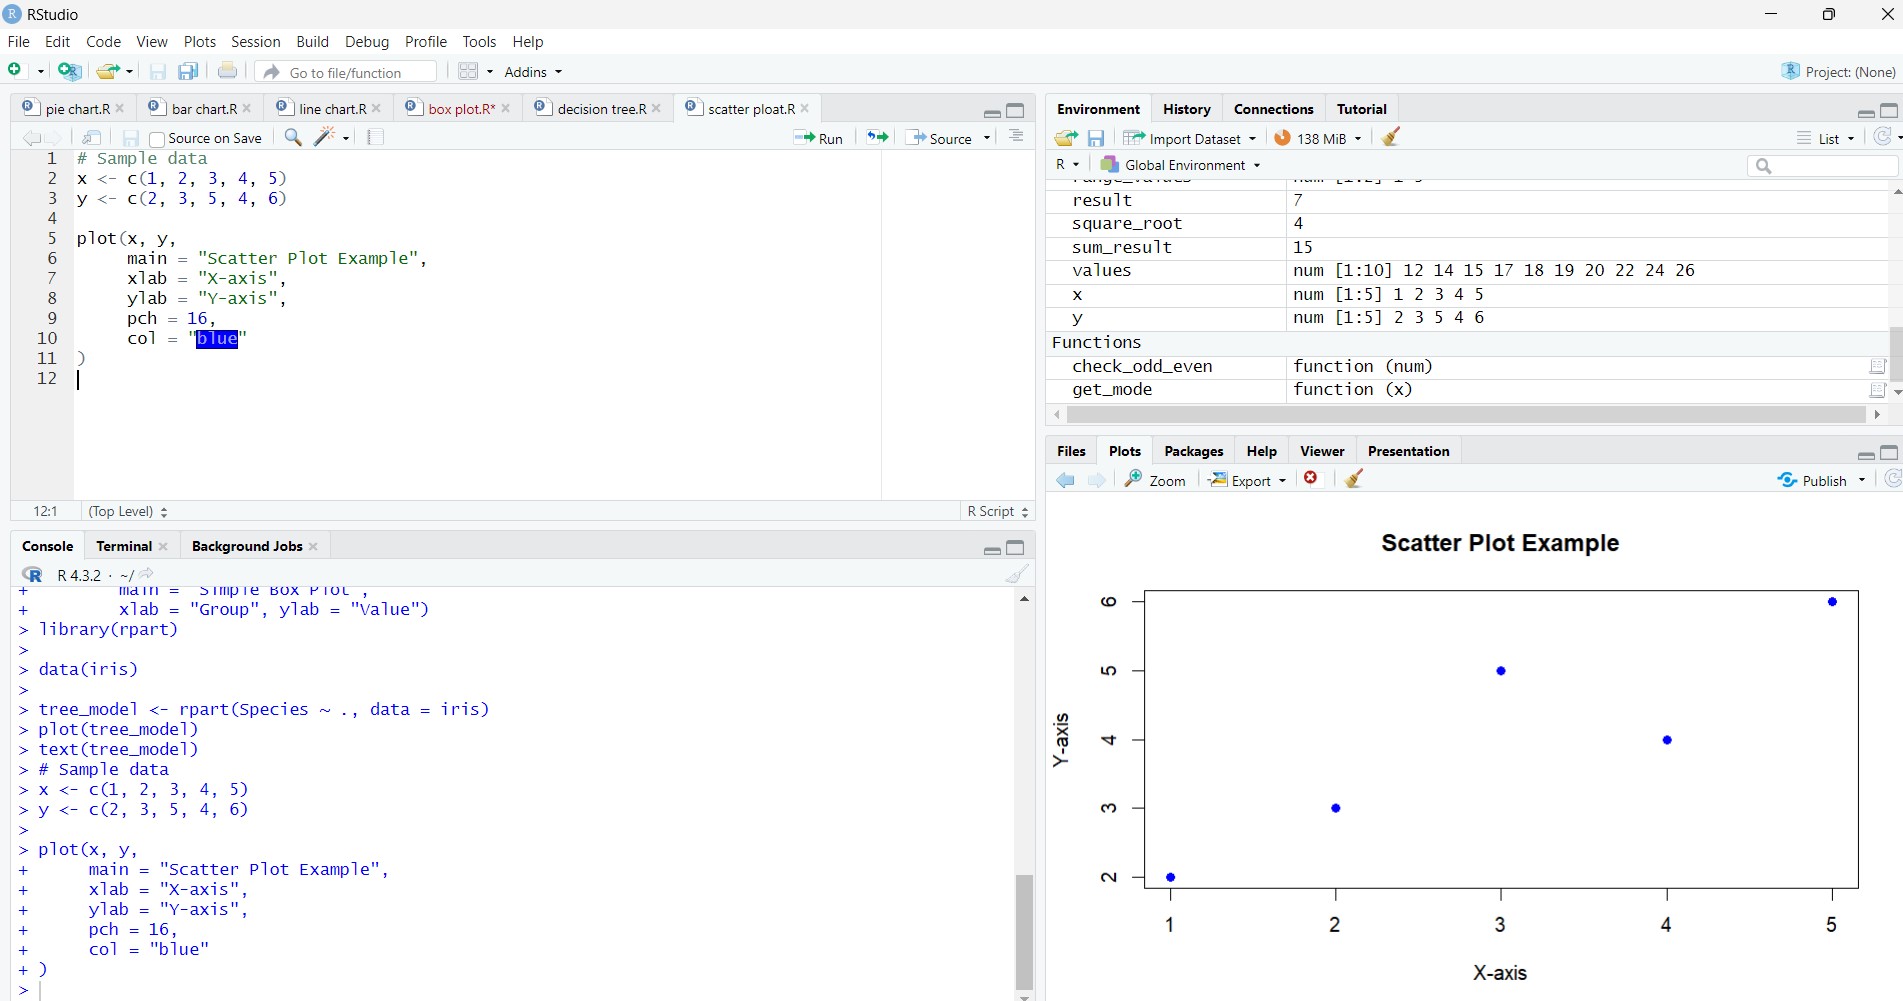 RStudio
File Edit Code View Plots Session Build Debug Profile Tools Help
Go to file/function Addins Project: (None)
pie chart.R bar chart.R line chart.R box plot.R* decision tree.R scatter ploat.R
Source on Save Run Source
1 # Sample data
2 x <- c(1, 2, 3, 4, 5)
3 y <- c(2, 3, 5, 4, 6)
4
5 plot(x, y,
6 main = "Scatter Plot Example",
7 xlab = "X-axis",
8 ylab = "Y-axis",
9 pch = 16,
10 col = "blue"
11 )
12
12:1 (Top Level) R Script
Console Terminal Background Jobs
R 4.3.2 · ~/
+ main = "Simple Box Plot",
+ xlab = "Group", ylab = "Value")
> library(rpart)
>
> data(iris)
>
> tree_model <- rpart(Species ~ ., data = iris)
> plot(tree_model)
> text(tree_model)
> # Sample data
> x <- c(1, 2, 3, 4, 5)
> y <- c(2, 3, 5, 4, 6)
>
> plot(x, y,
+ main = "Scatter Plot Example",
+ xlab = "X-axis",
+ ylab = "Y-axis",
+ pch = 16,
+ col = "blue"
+ )
>
Environment History Connections Tutorial
Import Dataset 138 MiB List
R Global Environment
result 7
square_root 4
sum_result 15
values num [1:10] 12 14 15 17 18 19 20 22 24 26
x num [1:5] 1 2 3 4 5
y num [1:5] 2 3 5 4 6
Functions
check_odd_even function (num)
get_mode function (x)
Files Plots Packages Help Viewer Presentation
Zoom Export Publish
Scatter Plot Example
6
5
4
3
2
Y-axis
1 2 3 4 5
X-axis